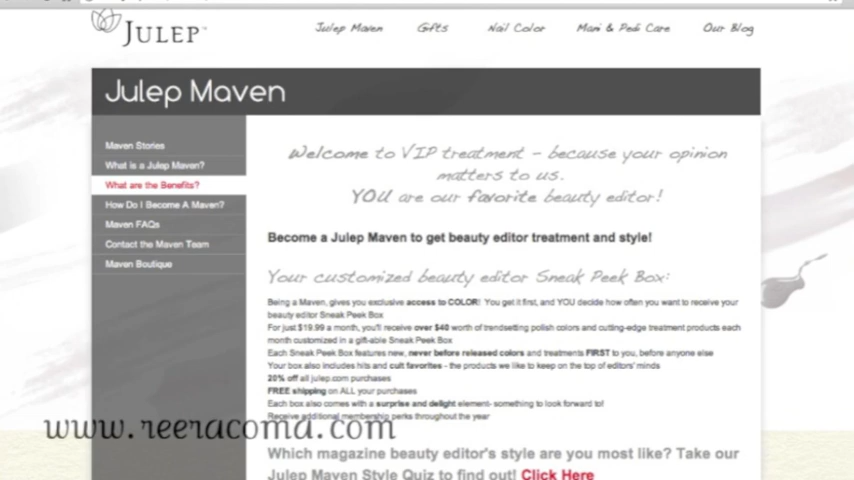 JULEP™
Julep Maven Gifts Nail Color Mani & Pedi Care Our Blog
Julep Maven
Maven Stories
What is a Julep Maven?
What are the Benefits?
How Do I Become A Maven?
Maven FAQs
Contact the Maven Team
Maven Boutique
Welcome to VIP treatment - because your opinion
matters to us.
YOU are our favorite beauty editor!
Become a Julep Maven to get beauty editor treatment and style!
Your customized beauty editor Sneak Peek Box:
Being a Maven, gives you exclusive access to COLOR! You get it first, and YOU decide how often you want to receive your
beauty editor Sneak Peek Box
For just $19.99 a month, you'll receive over $40 worth of trendsetting polish colors and cutting-edge treatment products each
month customized in a gift-able Sneak Peek Box
Each Sneak Peek Box features new, never before released colors and treatments FIRST to you, before anyone else
Your box also includes hits and cult favorites - the products we like to keep on the top of editors' minds
20% off all julep.com purchases
FREE shipping on ALL your purchases
Each box also comes with a surprise and delight element- something to look forward to!
Receive additional membership perks throughout the year
www.reeracoma.com
Which magazine beauty editor's style are you most like? Take our
Julep Maven Style Quiz to find out! Click Here